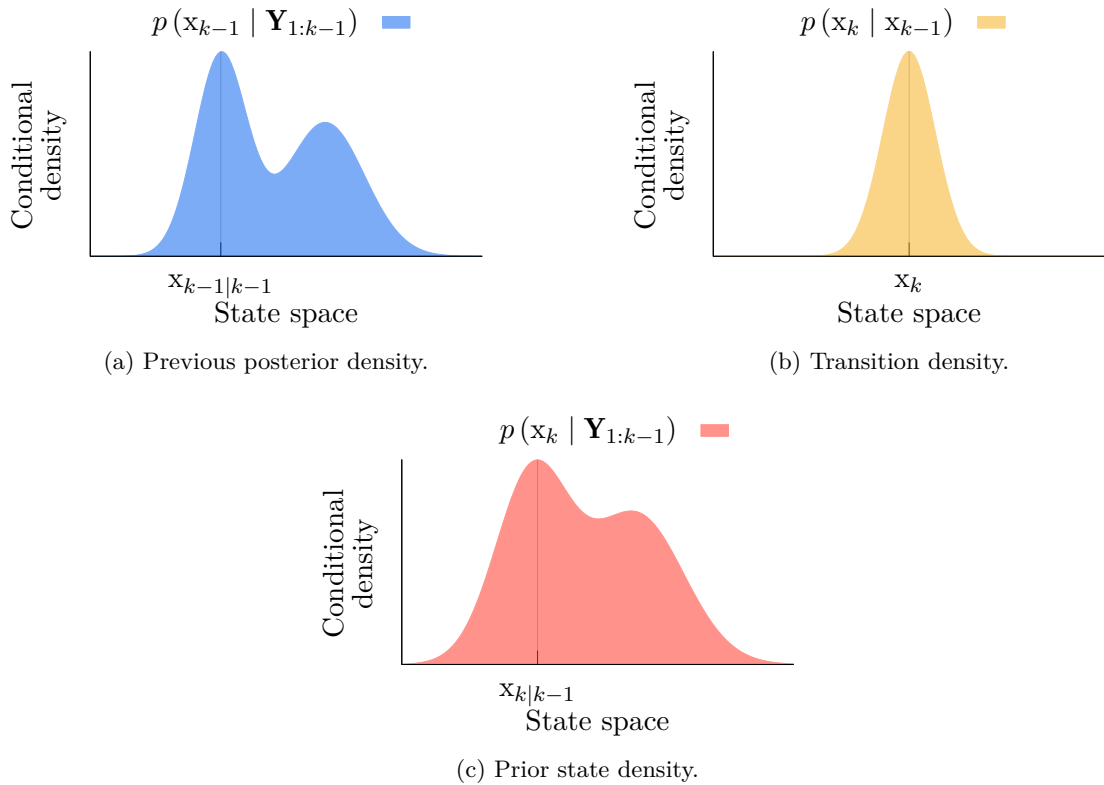 p (x_{k−1} | Y_{1:k−1})
Conditional
density
x_{k−1|k−1}
State space
(a) Previous posterior density.
p (x_k | x_{k−1})
Conditional
density
x_k
State space
(b) Transition density.
p (x_k | Y_{1:k−1})
Conditional
density
x_{k|k−1}
State space
(c) Prior state density.